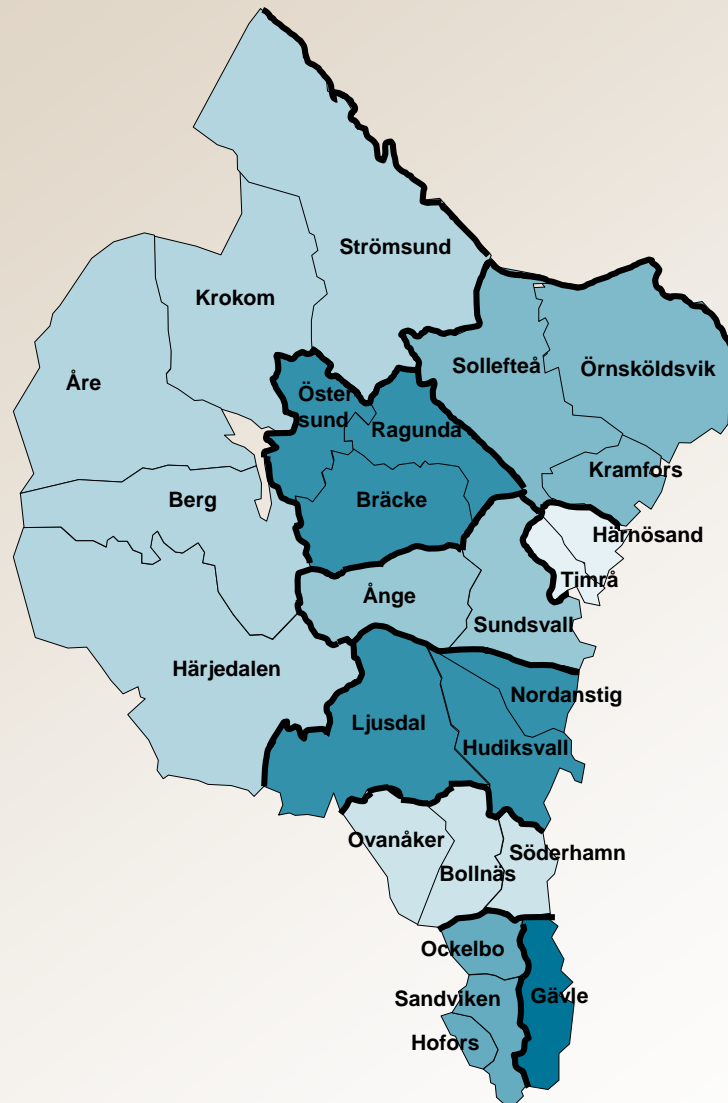 Strömsund
Krokom
Sollefteå
Örnsköldsvik
Åre
Öster
sund
Ragunda
Kramfors
Berg
Bräcke
Härnösand
Timrå
Ånge
Sundsvall
Härjedalen
Nordanstig
Ljusdal
Hudiksvall
Ovanåker
Söderhamn
Bollnäs
Ockelbo
Sandviken
Gävle
Hofors